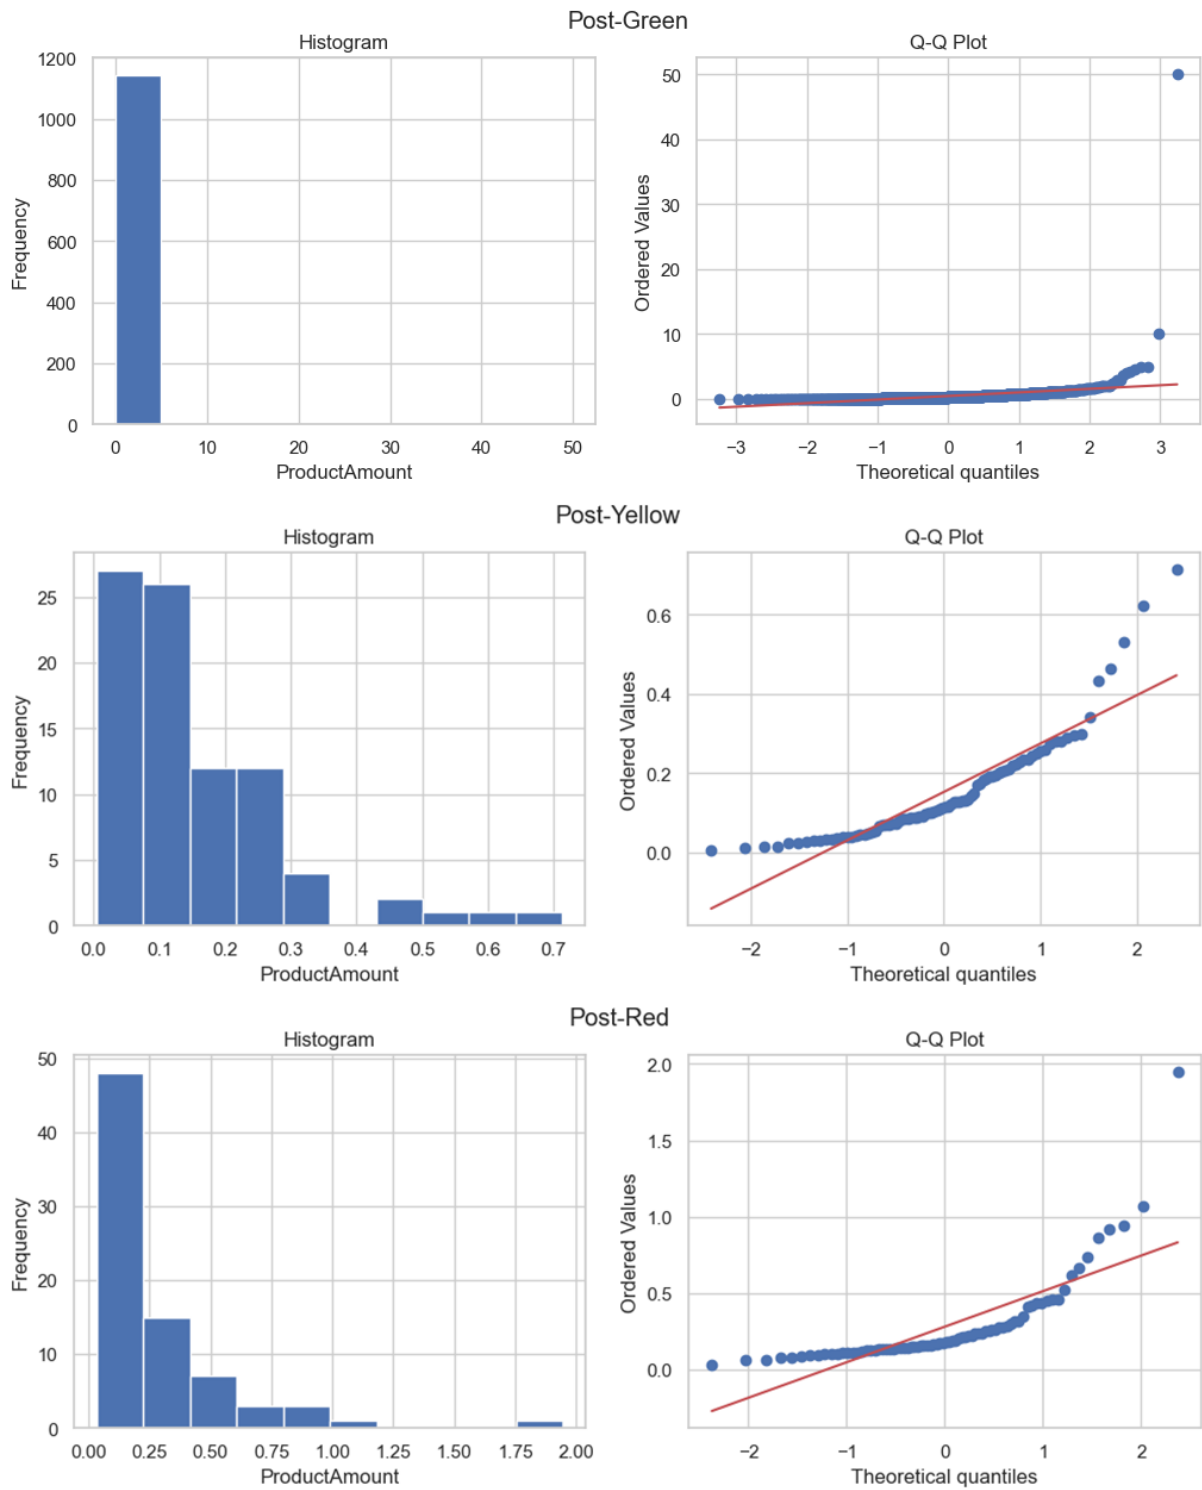 Post-Green
Histogram
1200
1000
800
600
400
200
0
Frequency
0 10 20 30 40 50
ProductAmount
Q-Q Plot
50
40
30
20
10
0
Ordered Values
−3 −2 −1 0 1 2 3
Theoretical quantiles
Post-Yellow
Histogram
25
20
15
10
5
0
Frequency
0.0 0.1 0.2 0.3 0.4 0.5 0.6 0.7
ProductAmount
Q-Q Plot
0.6
0.4
0.2
0.0
Ordered Values
−2 −1 0 1 2
Theoretical quantiles
Post-Red
Histogram
50
40
30
20
10
0
Frequency
0.00 0.25 0.50 0.75 1.00 1.25 1.50 1.75 2.00
ProductAmount
Q-Q Plot
2.0
1.5
1.0
0.5
0.0
Ordered Values
−2 −1 0 1 2
Theoretical quantiles